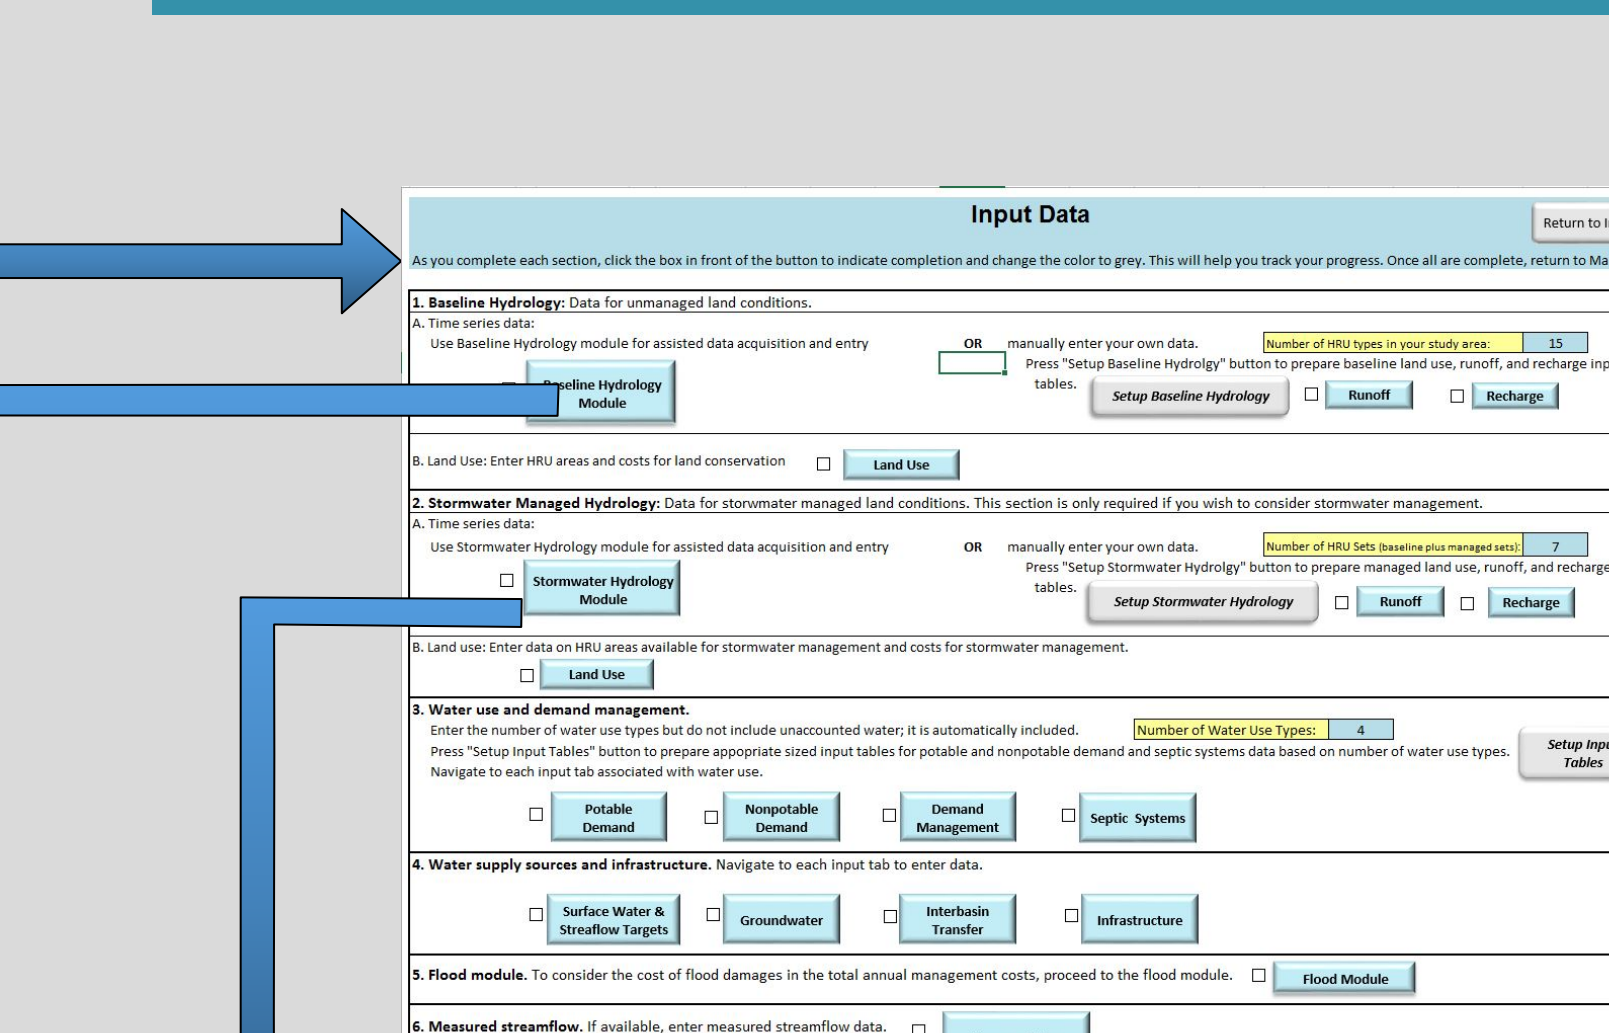 Input Data
Return to
As you complete each section, click the box in front of the button to indicate completion and change the color to grey. This will help you track your progress. Once all are complete, return to
1. Baseline Hydrology: Data for unmanaged land conditions.
A. Time series data:
Use Baseline Hydrology module for assisted data acquisition and entry OR manually enter your own data. Number of HRU types in your study area: 15
Press "Setup Baseline Hydrolgy" button to prepare baseline land use, runoff, and recharge
tables.
Baseline Hydrology
Module
Setup Baseline Hydrology
Runoff
Recharge
B. Land Use: Enter HRU areas and costs for land conservation
Land Use
2. Stormwater Managed Hydrology: Data for storwmater managed land conditions. This section is only required if you wish to consider stormwater management.
A. Time series data:
Use Stormwater Hydrology module for assisted data acquisition and entry OR manually enter your own data. Number of HRU Sets (baseline plus managed sets): 7
Press "Setup Stormwater Hydrolgy" button to prepare managed land use, runoff, and recharge
tables.
Stormwater Hydrology
Module
Setup Stormwater Hydrology
Runoff
Recharge
B. Land use: Enter data on HRU areas available for stormwater management and costs for stormwater management.
Land Use
3. Water use and demand management.
Enter the number of water use types but do not include unaccounted water; it is automatically included. Number of Water Use Types: 4
Press "Setup Input Tables" button to prepare appopriate sized input tables for potable and nonpotable demand and septic systems data based on number of water use types.
Setup
Tables
Navigate to each input tab associated with water use.
Potable
Demand
Nonpotable
Demand
Demand
Management
Septic Systems
4. Water supply sources and infrastructure. Navigate to each input tab to enter data.
Surface Water &
Streaflow Targets
Groundwater
Interbasin
Transfer
Infrastructure
5. Flood module. To consider the cost of flood damages in the total annual management costs, proceed to the flood module.
Flood Module
6. Measured streamflow. If available, enter measured streamflow data.